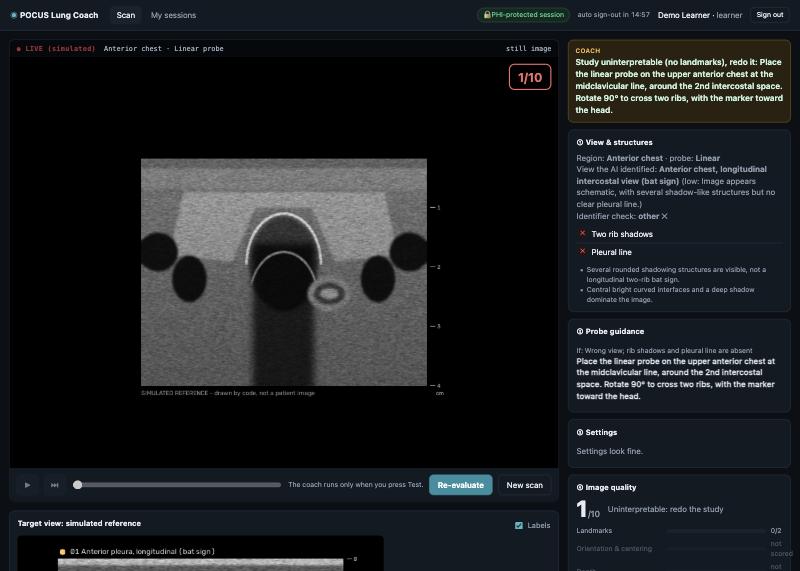 POCUS Lung Coach
Scan
My sessions
PHI-protected session
auto sign-out in 14:57
Demo Learner · learner
Sign out
● LIVE (simulated) Anterior chest · Linear probe
still image
1/10
1
2
3
4
cm
SIMULATED REFERENCE - drawn by code, not a patient image
The coach runs only when you press Test.
Re-evaluate
New scan
Target view: simulated reference
Labels
01 Anterior pleura, longitudinal (bat sign)
0
COACH
Study uninterpretable (no landmarks), redo it: Place
the linear probe on the upper anterior chest at the
midclavicular line, around the 2nd intercostal space.
Rotate 90° to cross two ribs, with the marker toward
the head.
① View & structures
Region: Anterior chest · probe: Linear
View the AI identified: Anterior chest, longitudinal
intercostal view (bat sign) (low: Image appears
schematic, with several shadow-like structures but no
clear pleural line.)
Identifier check: other ✕
✕ Two rib shadows
✕ Pleural line
• Several rounded shadowing structures are visible, not a
longitudinal two-rib bat sign.
• Central bright curved interfaces and a deep shadow
dominate the image.
② Probe guidance
If: Wrong view; rib shadows and pleural line are absent
Place the linear probe on the upper anterior chest at the
midclavicular line, around the 2nd intercostal space.
Rotate 90° to cross two ribs, with the marker
toward the head.
③ Settings
Settings look fine.
④ Image quality
1/10 Uninterpretable: redo the study
Landmarks 0/2
Orientation & centering not scored
not